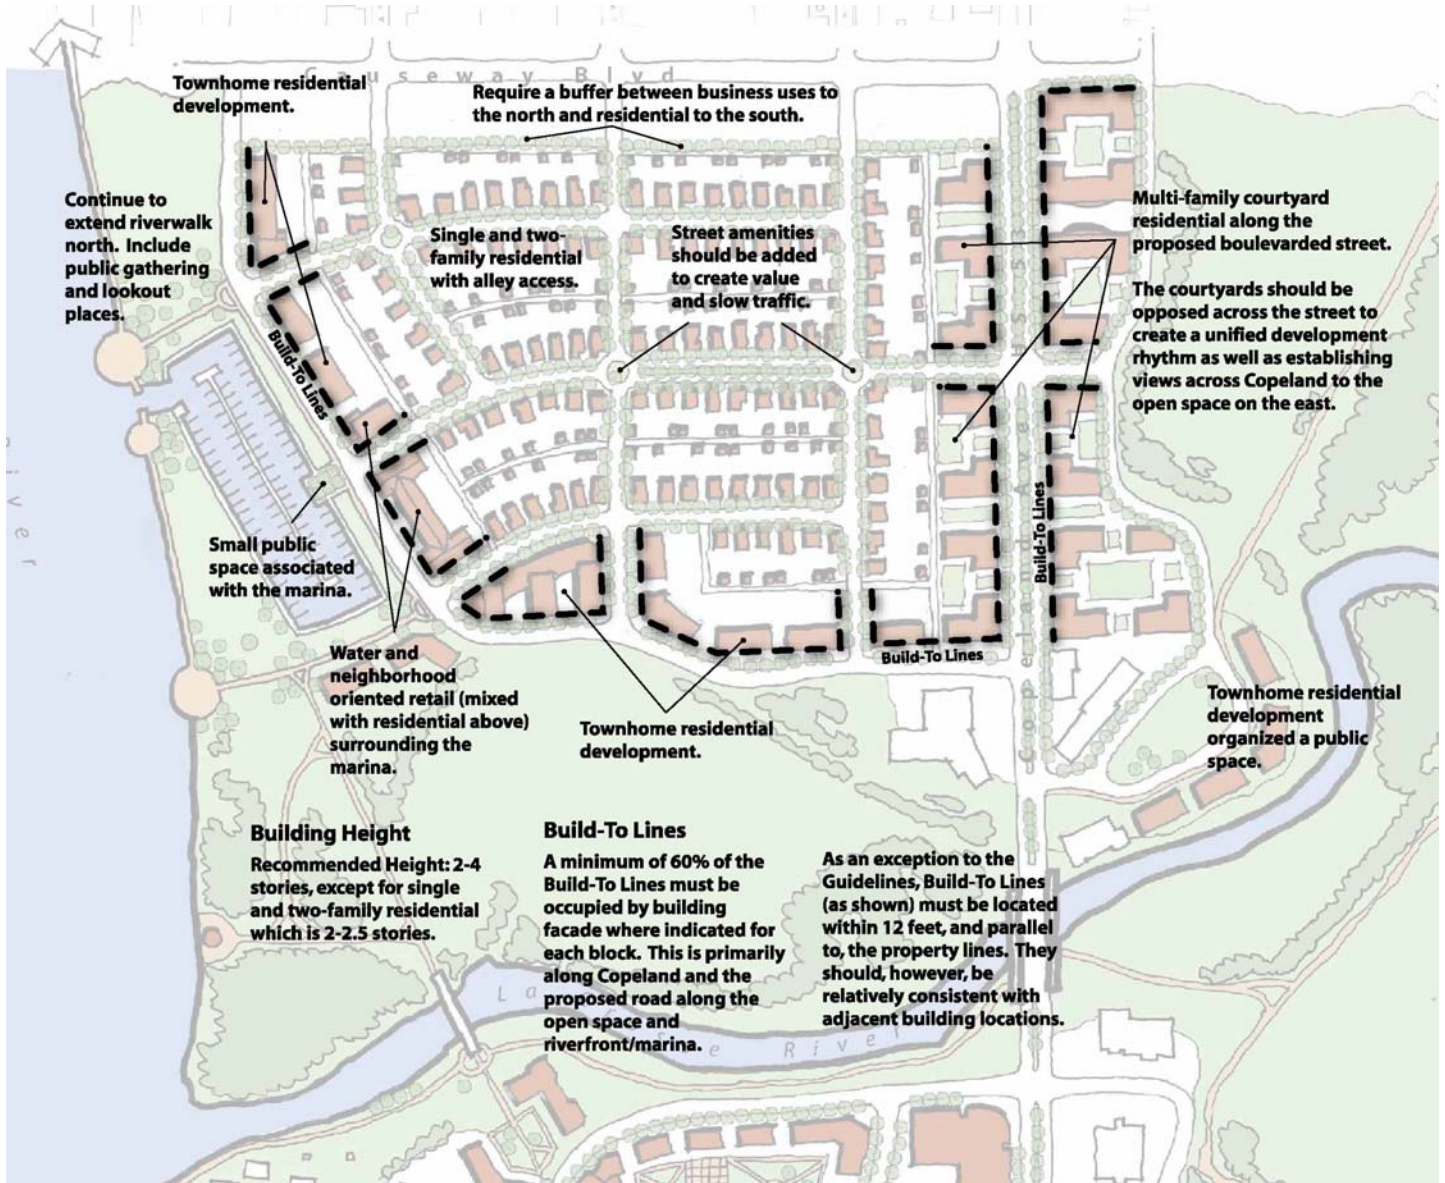 Causeway Blvd
Townhome residential
development.
Require a buffer between business uses to
the north and residential to the south.
Continue to
extend riverwalk
north. Include
public gathering
and lookout
places.
Single and two-
family residential
with alley access.
Street amenities
should be added
to create value
and slow traffic.
Multi-family courtyard
residential along the
proposed boulevarded street.
The courtyards should be
opposed across the street to
create a unified development
rhythm as well as establishing
views across Copeland to the
open space on the east.
Build-To Lines
River
Small public
space associated
with the marina.
Build-To Lines
Water and
neighborhood
oriented retail (mixed
with residential above)
surrounding the
marina.
Townhome residential
development.
Build-To Lines
Townhome residential
development
organized a public
space.
Building Height
Recommended Height: 2-4
stories, except for single
and two-family residential
which is 2-2.5 stories.
Build-To Lines
A minimum of 60% of the
Build-To Lines must be
occupied by building
facade where indicated for
each block. This is primarily
along Copeland and the
proposed road along the
open space and
riverfront/marina.
As an exception to the
Guidelines, Build-To Lines
(as shown) must be located
within 12 feet, and parallel
to, the property lines. They
should, however, be
relatively consistent with
adjacent building locations.
River